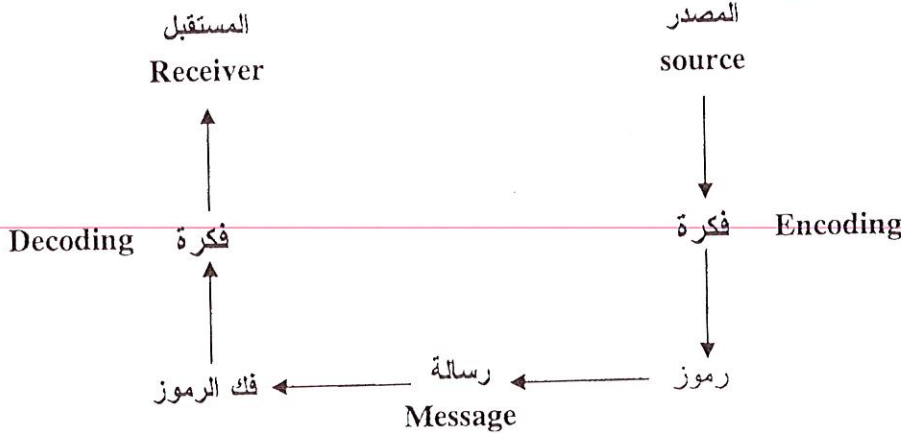 المصدر
source
فكرة
Encoding
رموز
رسالة
Message
فك الرموز
فكرة
Decoding
المستقبل
Receiver